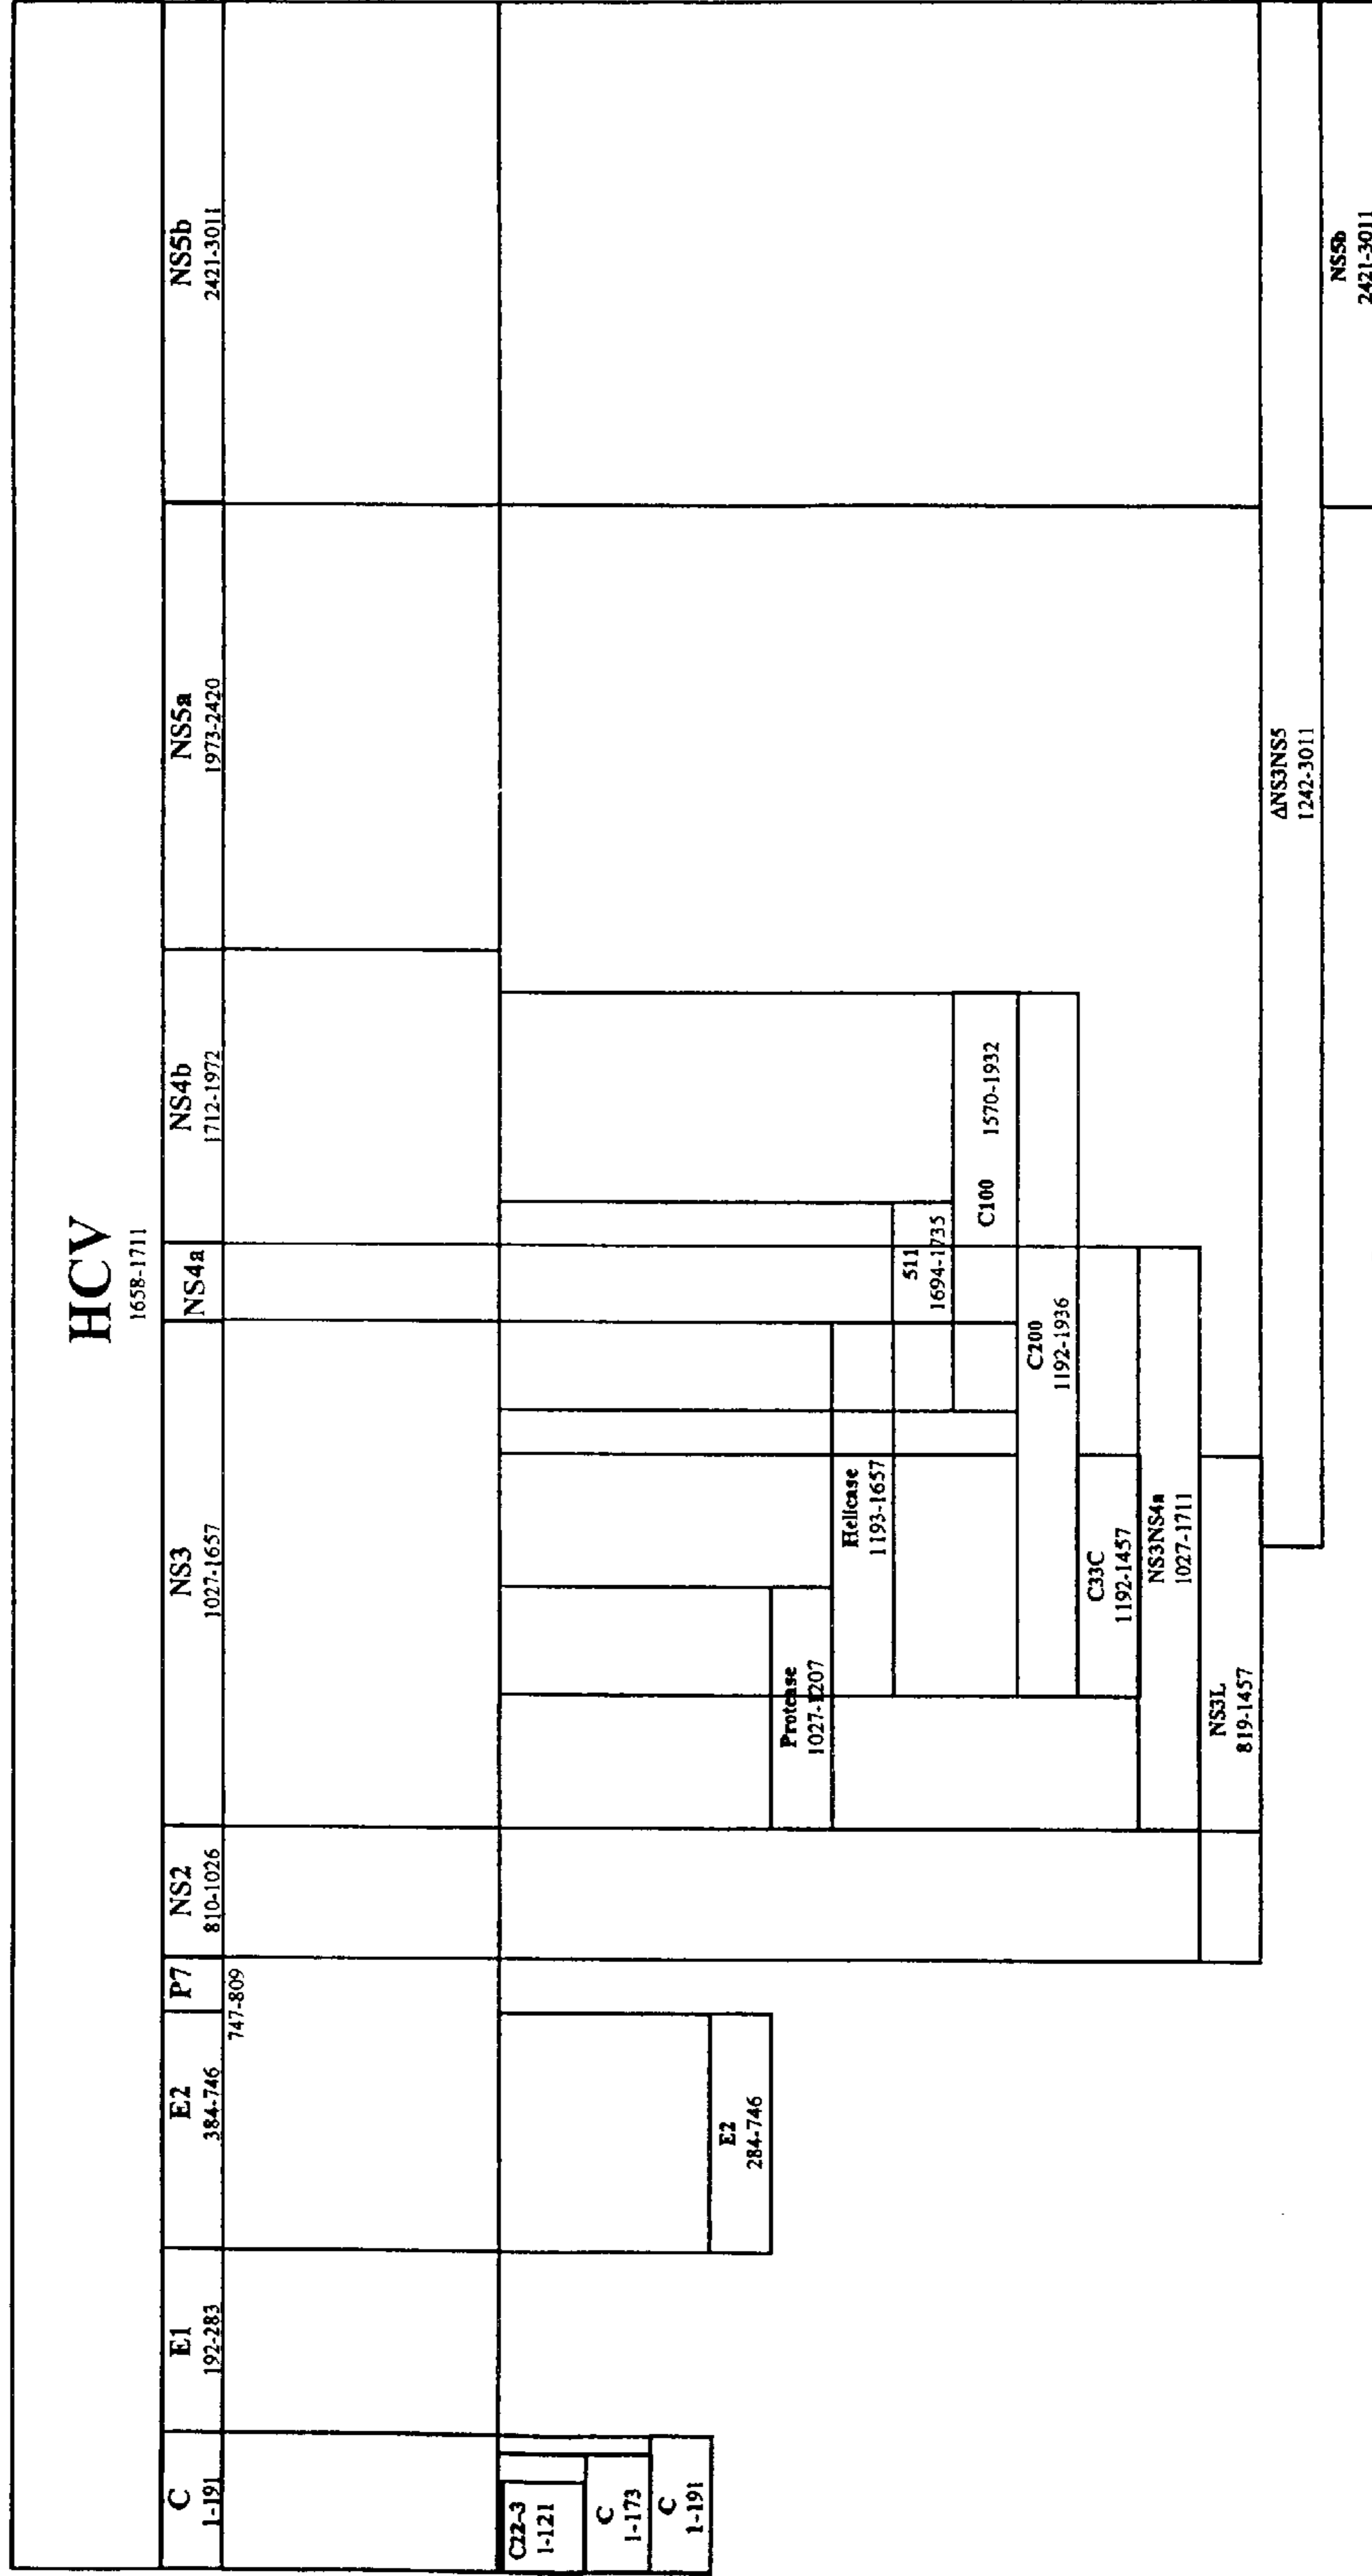 HCV
1658-1711
C
1-191
E1
192-283
E2
384-746
P7
747-809
NS2
810-1026
NS3
1027-1657
NS4a
NS4b
1712-1972
NS5a
1973-2420
NS5b
2421-3011
C22-3
1-121
C
1-173
C
1-191
E2
284-746
Protease
1027-1207
Helicase
1193-1657
511
1694-1735
C100 1570-1932
C200
1192-1936
C33C
1192-1457
NS3NS4a
1027-1711
NS3L
819-1457
ΔNS3NS5
1242-3011
NS5b
2421-3011